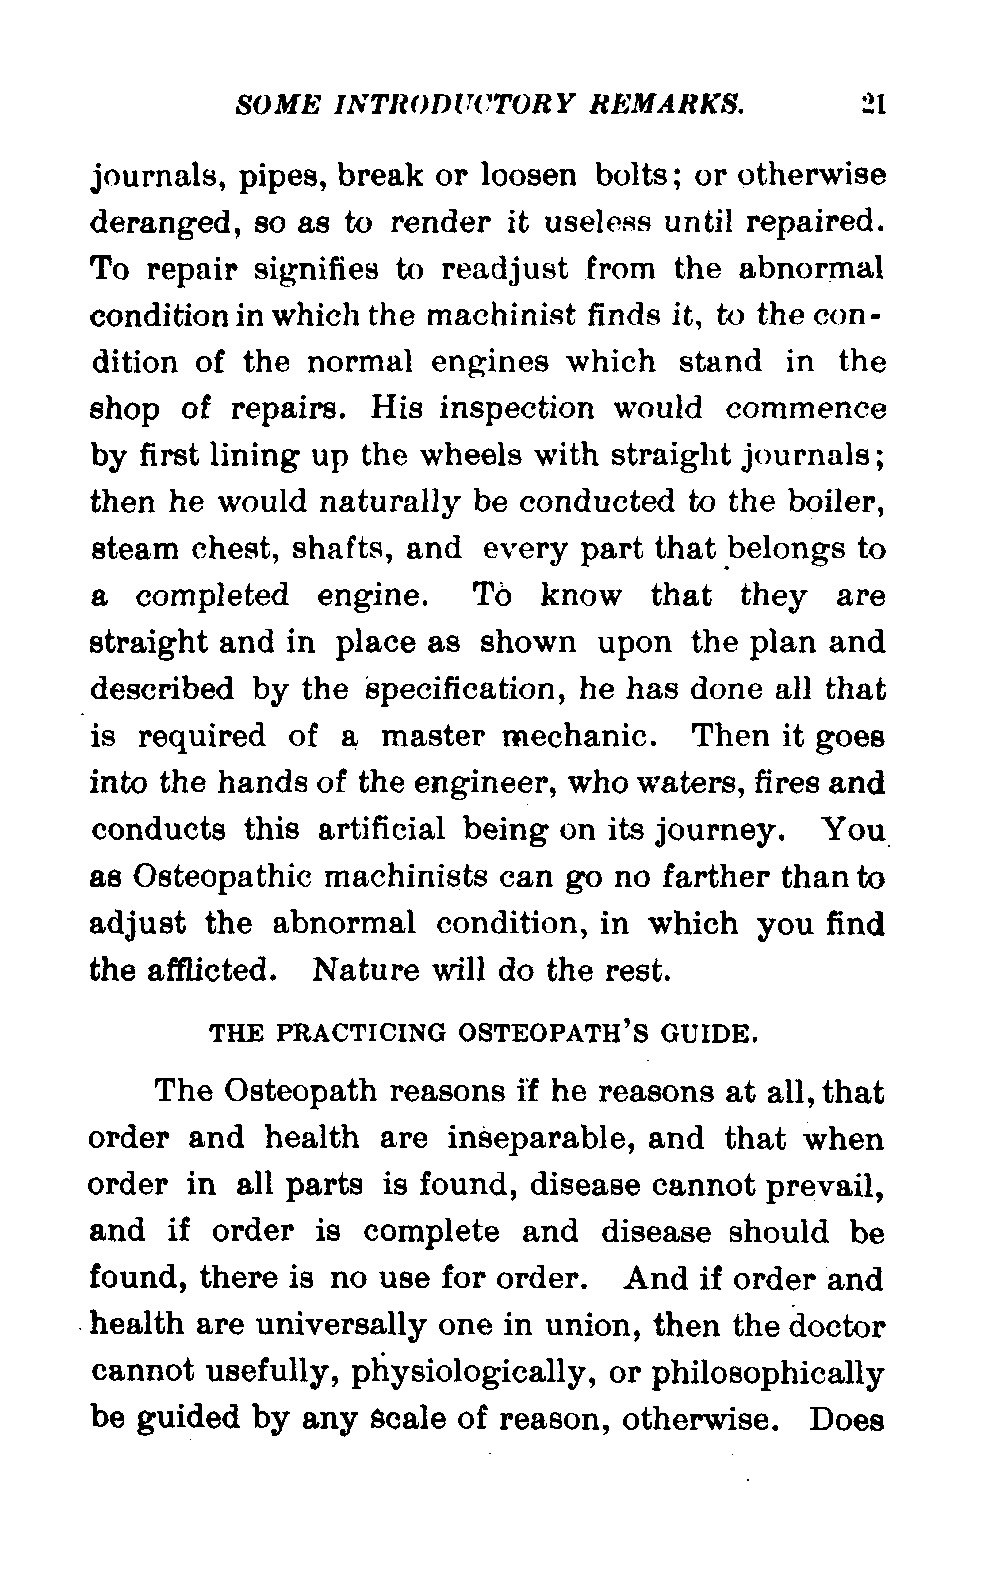 SOME INTRODUCTORY REMARKS. 21
journals, pipes, break or loosen bolts; or otherwise
deranged, so as to render it useless until repaired.
To repair signifies to readjust from the abnormal
condition in which the machinist finds it, to the con-
dition of the normal engines which stand in the
shop of repairs. His inspection would commence
by first lining up the wheels with straight journals;
then he would naturally be conducted to the boiler,
steam chest, shafts, and every part that belongs to
a completed engine. To know that they are
straight and in place as shown upon the plan and
described by the specification, he has done all that
is required of a master mechanic. Then it goes
into the hands of the engineer, who waters, fires and
conducts this artificial being on its journey. You
as Osteopathic machinists can go no farther than to
adjust the abnormal condition, in which you find
the afflicted. Nature will do the rest.
THE PRACTICING OSTEOPATH'S GUIDE.
The Osteopath reasons if he reasons at all, that
order and health are inseparable, and that when
order in all parts is found, disease cannot prevail,
and if order is complete and disease should be
found, there is no use for order. And if order and
health are universally one in union, then the doctor
cannot usefully, physiologically, or philosophically
be guided by any scale of reason, otherwise. Does